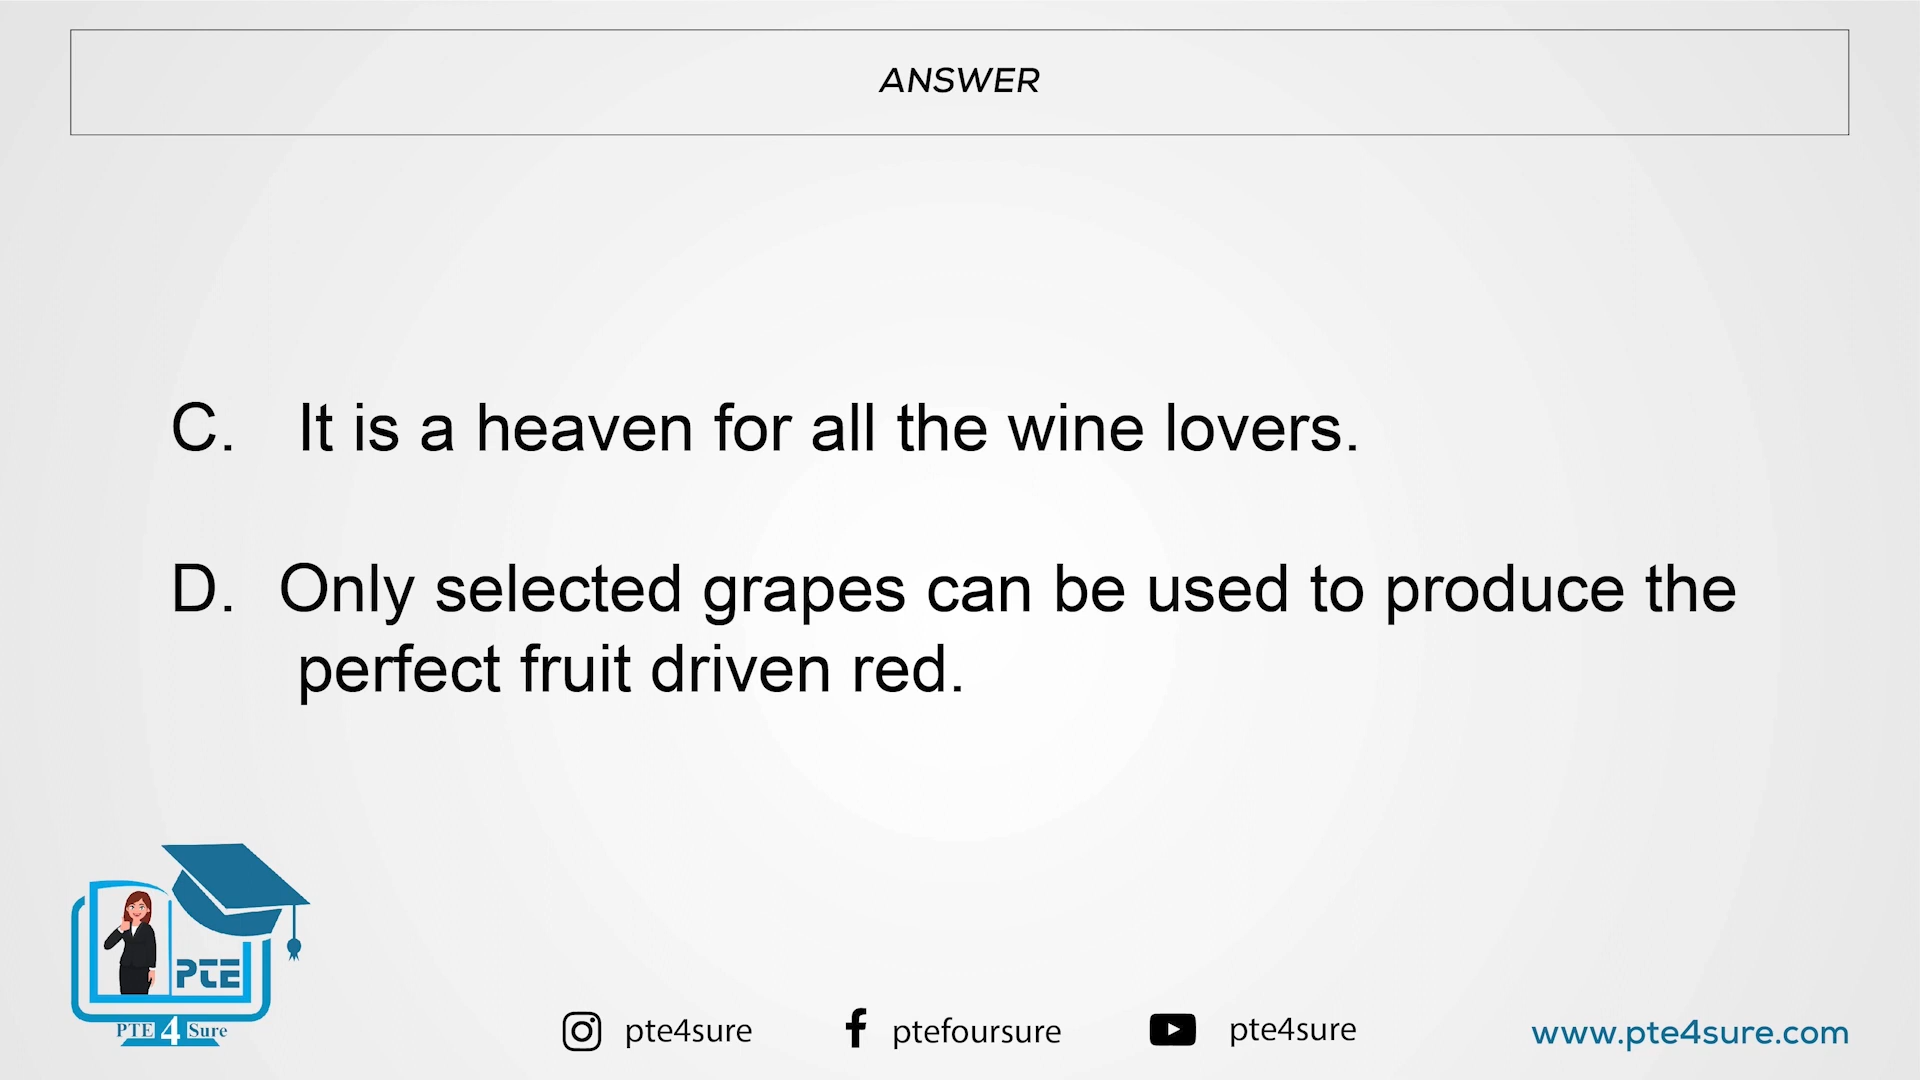 ANSWER
C. It is a heaven for all the wine lovers.
D. Only selected grapes can be used to produce the
perfect fruit driven red.
PTE
PTE 4 Sure
pte4sure
ptefoursure
pte4sure
www.pte4sure.com